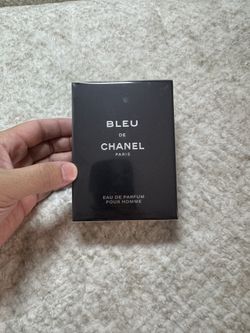 BLEU
DE
CHANEL
PARIS
EAU DE PARFUM
POUR HOMME